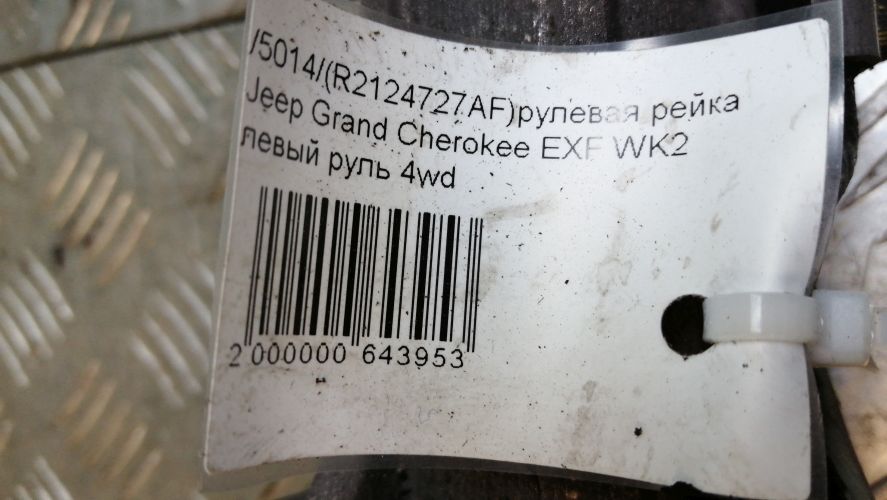 /5014/(R2124727AF)рулевая рейка
Jeep Grand Cherokee EXF WK2
левый руль 4wd
2 000000 643953